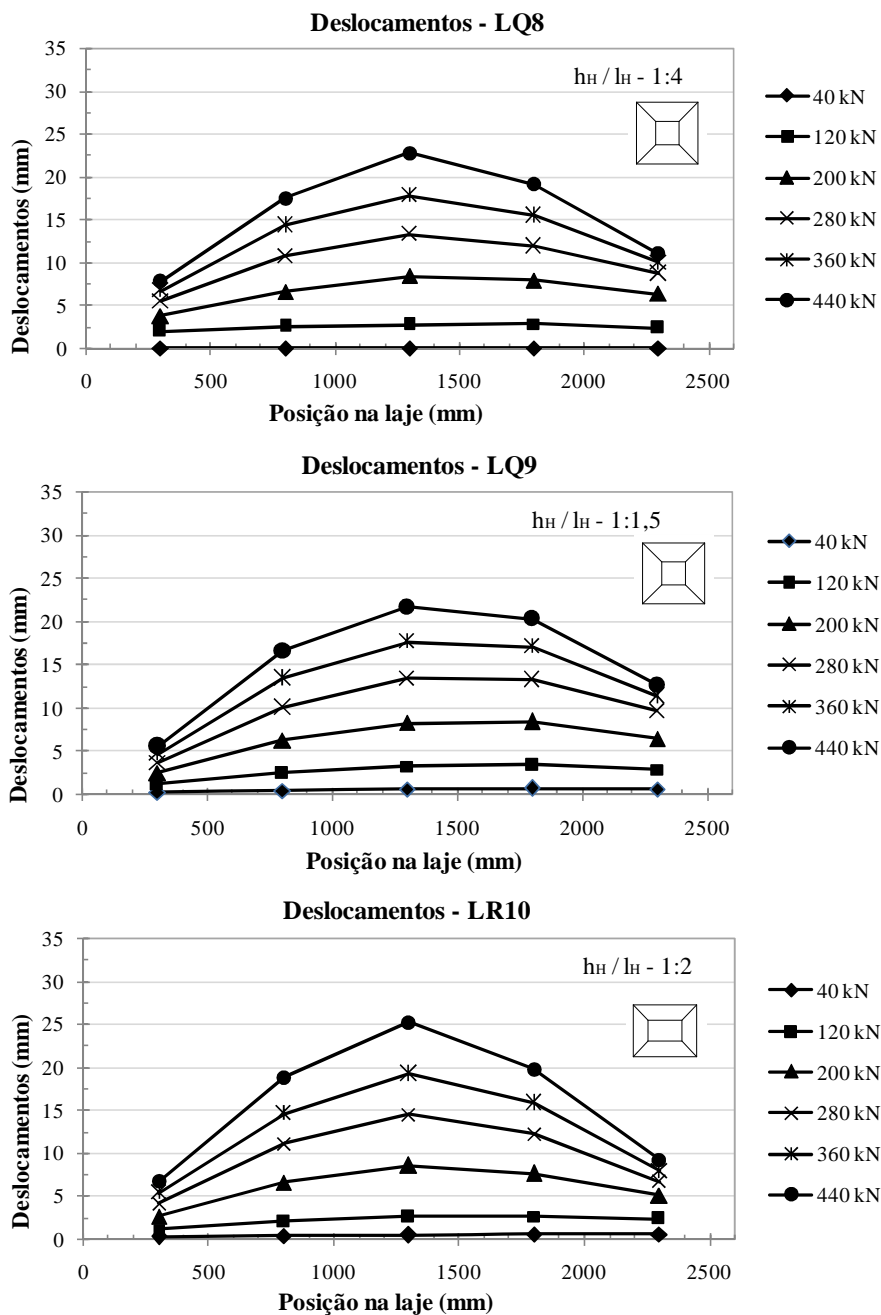 Deslocamentos - LQ8
Deslocamentos (mm)
35
30
25
20
15
10
5
0
hH / lH - 1:4
0 500 1000 1500 2000 2500
Posição na laje (mm)
40 kN
120 kN
200 kN
280 kN
360 kN
440 kN
Deslocamentos - LQ9
Deslocamentos (mm)
35
30
25
20
15
10
5
0
hH / lH - 1:1,5
0 500 1000 1500 2000 2500
Posição na laje (mm)
40 kN
120 kN
200 kN
280 kN
360 kN
440 kN
Deslocamentos - LR10
Deslocamentos (mm)
35
30
25
20
15
10
5
0
hH / lH - 1:2
0 500 1000 1500 2000 2500
Posição na laje (mm)
40 kN
120 kN
200 kN
280 kN
360 kN
440 kN